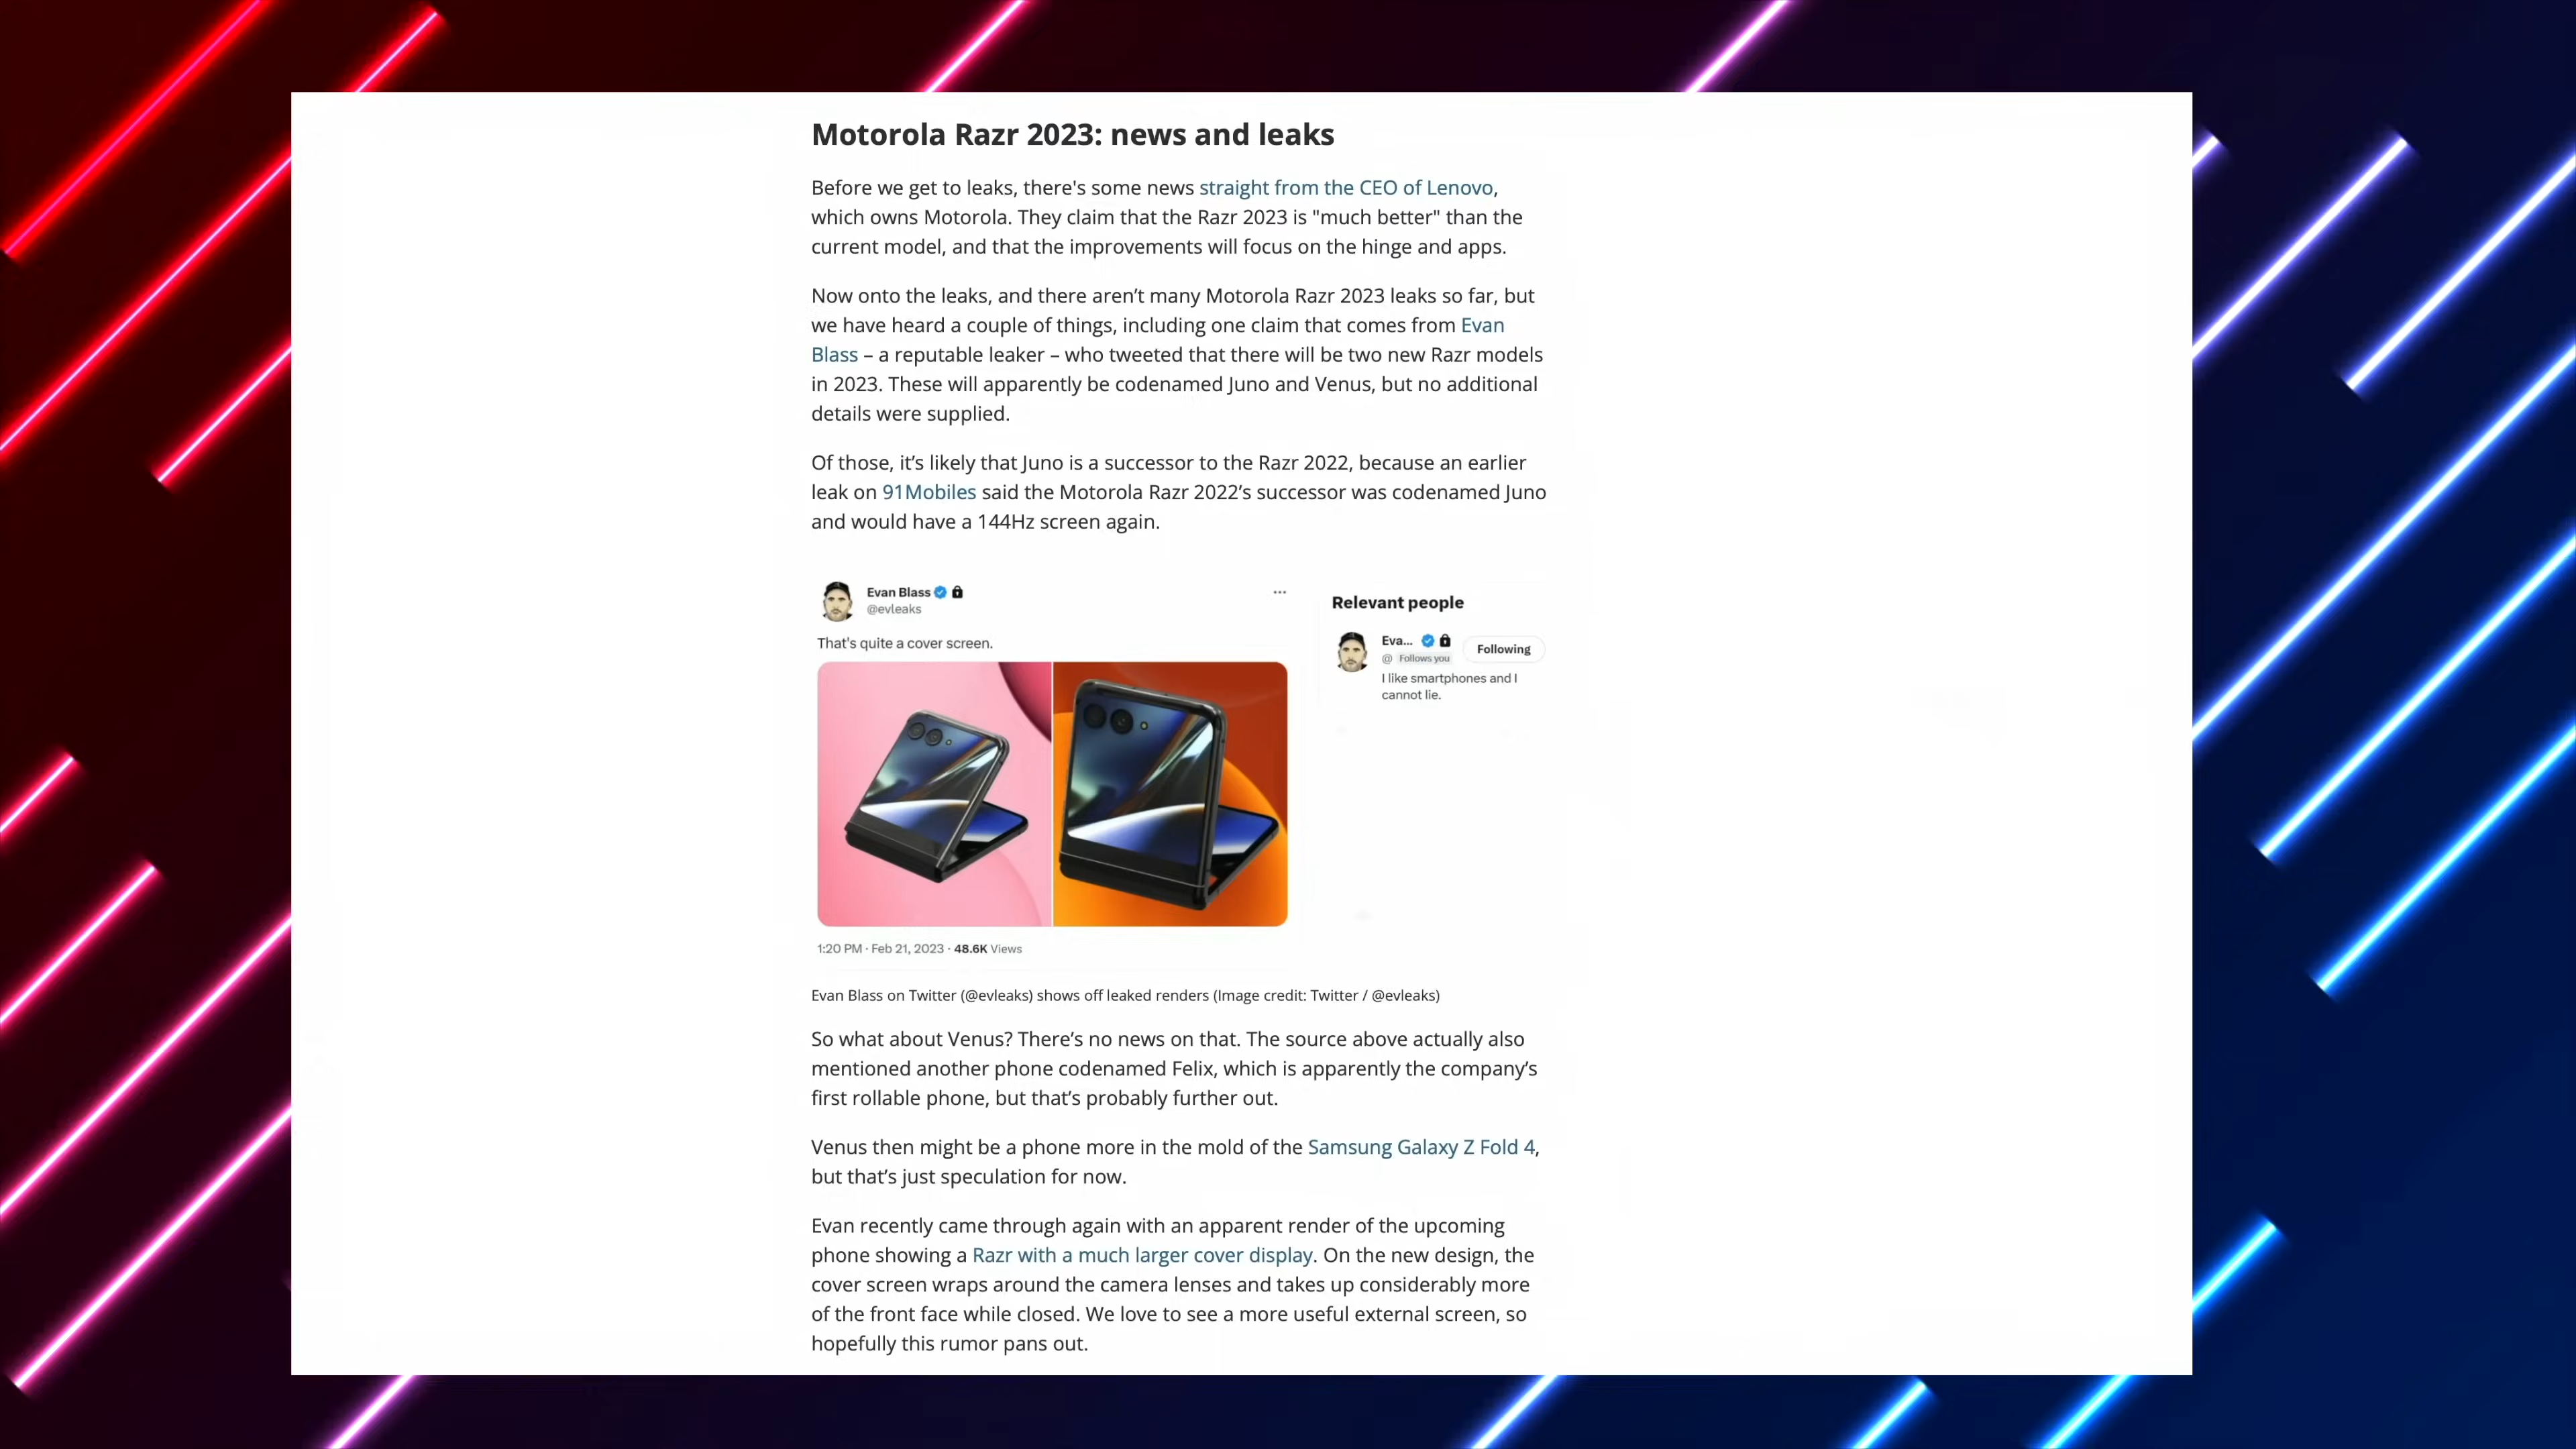 Motorola Razr 2023: news and leaks
Before we get to leaks, there's some news straight from the CEO of Lenovo,
which owns Motorola. They claim that the Razr 2023 is "much better" than the
current model, and that the improvements will focus on the hinge and apps.
Now onto the leaks, and there aren’t many Motorola Razr 2023 leaks so far, but
we have heard a couple of things, including one claim that comes from Evan
Blass – a reputable leaker – who tweeted that there will be two new Razr models
in 2023. These will apparently be codenamed Juno and Venus, but no additional
details were supplied.
Of those, it’s likely that Juno is a successor to the Razr 2022, because an earlier
leak on 91Mobiles said the Motorola Razr 2022’s successor was codenamed Juno
and would have a 144Hz screen again.
Evan Blass
@evleaks
That's quite a cover screen.
1:20 PM · Feb 21, 2023 · 48.6K Views
Relevant people
Eva...
@ Follows you
Following
I like smartphones and I
cannot lie.
Evan Blass on Twitter (@evleaks) shows off leaked renders (Image credit: Twitter / @evleaks)
So what about Venus? There’s no news on that. The source above actually also
mentioned another phone codenamed Felix, which is apparently the company’s
first rollable phone, but that’s probably further out.
Venus then might be a phone more in the mold of the Samsung Galaxy Z Fold 4,
but that’s just speculation for now.
Evan recently came through again with an apparent render of the upcoming
phone showing a Razr with a much larger cover display. On the new design, the
cover screen wraps around the camera lenses and takes up considerably more
of the front face while closed. We love to see a more useful external screen, so
hopefully this rumor pans out.